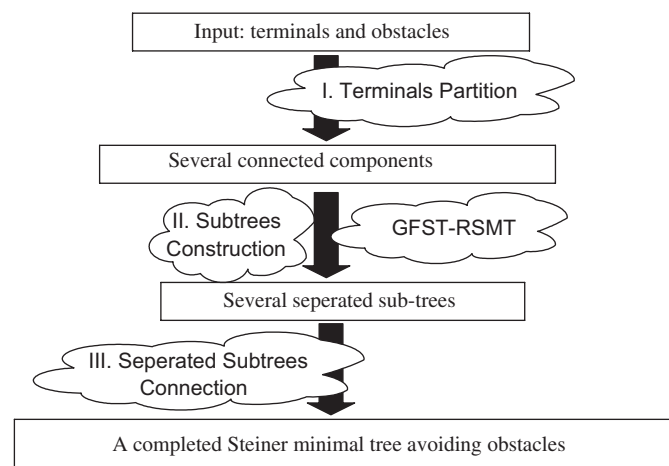 Input: terminals and obstacles
I. Terminals Partition
Several connected components
II. Subtrees
Construction
GFST-RSMT
Several seperated sub-trees
III. Seperated Subtrees
Connection
A completed Steiner minimal tree avoiding obstacles